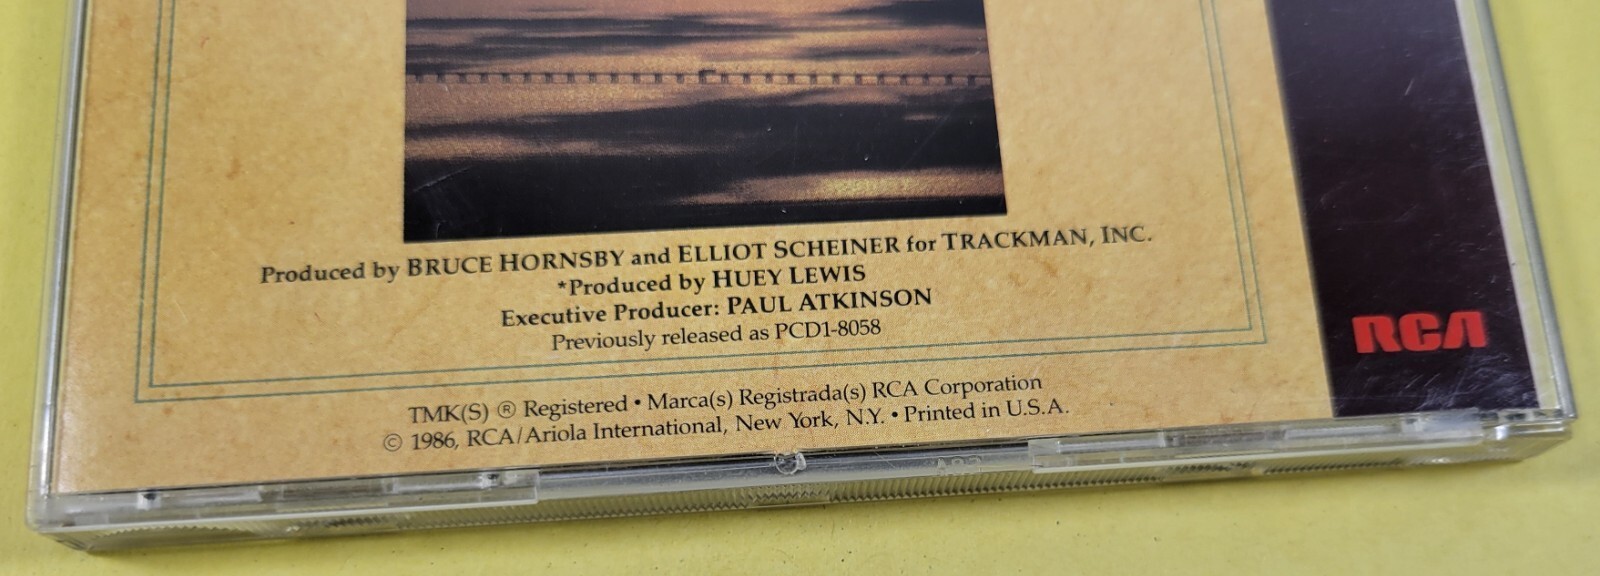 Produced by BRUCE HORNSBY and ELLIOT SCHEINER for TRACKMAN, INC.
*Produced by HUEY LEWIS
Executive Producer: PAUL ATKINSON
Previously released as PCD1-8058
RCA
TMK(S) ® Registered • Marca(s) Registrada(s) RCA Corporation
© 1986, RCA/Ariola International, New York, N.Y. • Printed in U.S.A.